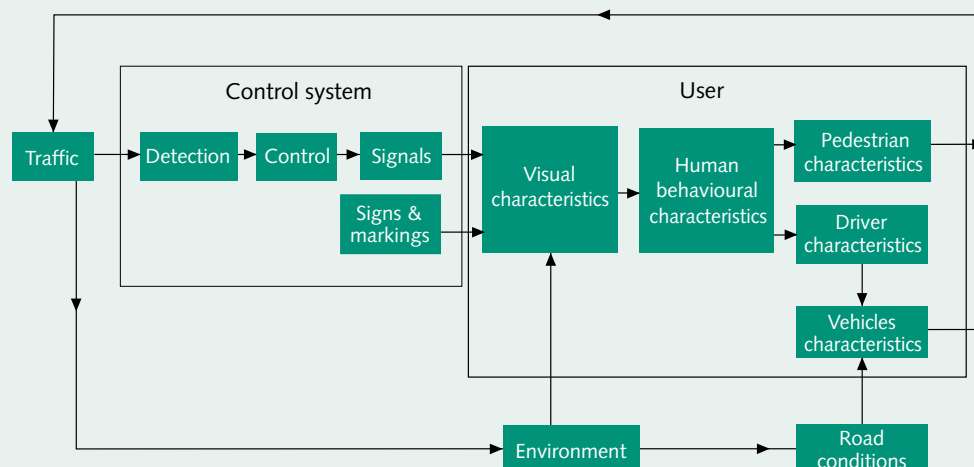 Control system
User
Traffic
Detection
Control
Signals
Signs &
markings
Visual
characteristics
Human
behavioural
characteristics
Pedestrian
characteristics
Driver
characteristics
Vehicles
characteristics
Environment
Road
conditions